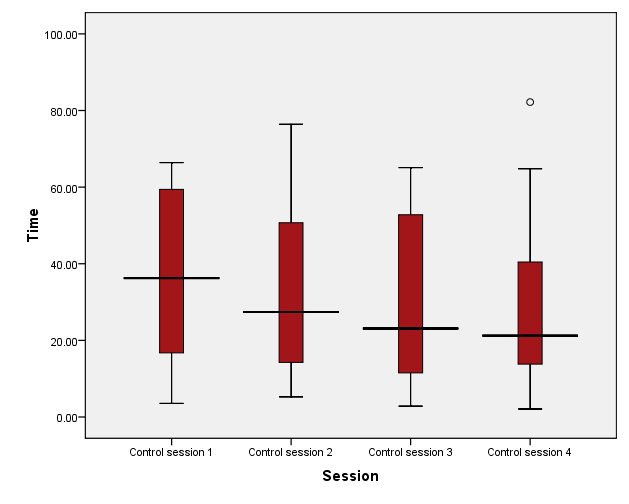 100.00
80.00
60.00
40.00
20.00
0.00
Time
Control session 1
Control session 2
Control session 3
Control session 4
Session